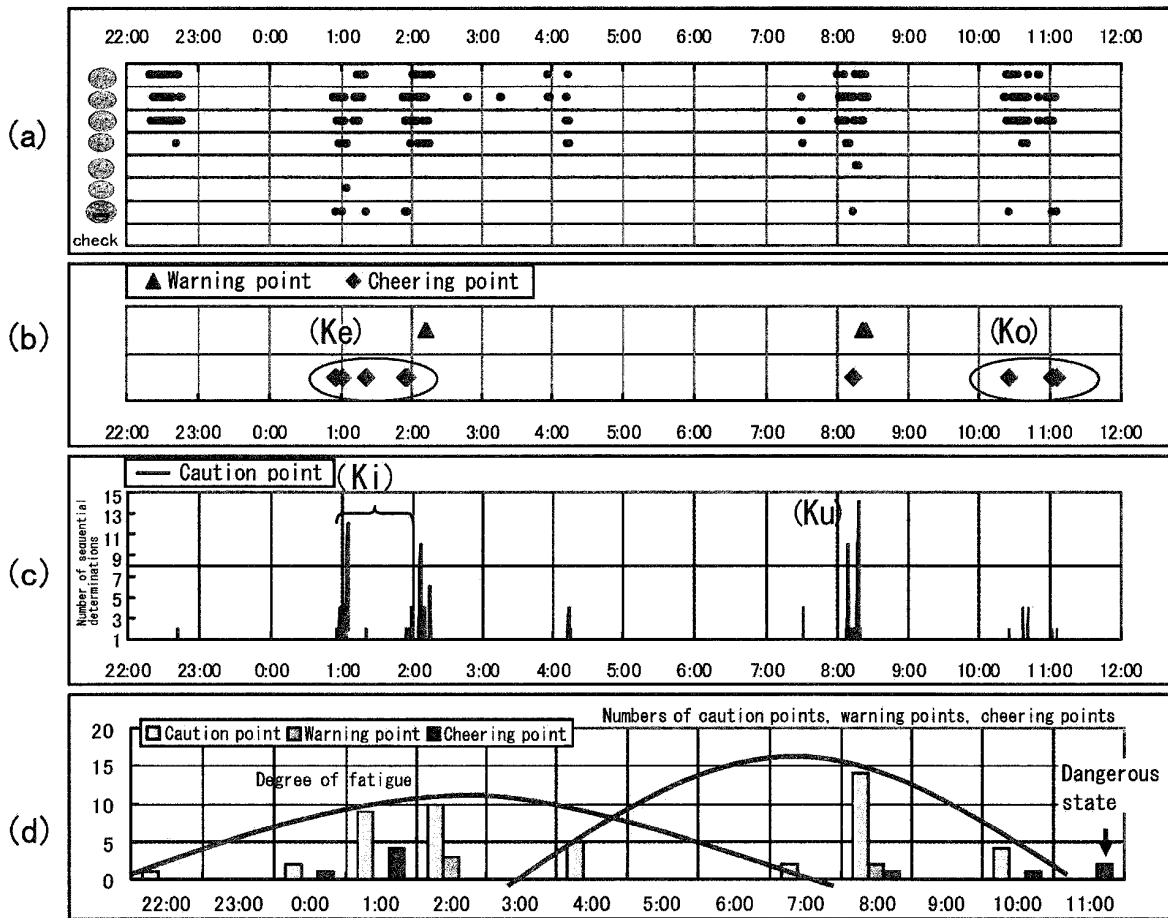 22:00 23:00 0:00 1:00 2:00 3:00 4:00 5:00 6:00 7:00 8:00 9:00 10:00 11:00 12:00
(a)
check
▲ Warning point ◆ Cheering point
(b)
(Ke) (Ko)
22:00 23:00 0:00 1:00 2:00 3:00 4:00 5:00 6:00 7:00 8:00 9:00 10:00 11:00 12:00
— Caution point (Ki)
(Ku)
(c)
Number of sequential
determinations
15
13
11
9
7
5
3
1
22:00 23:00 0:00 1:00 2:00 3:00 4:00 5:00 6:00 7:00 8:00 9:00 10:00 11:00 12:00
Numbers of caution points, warning points, cheering points
Caution point Warning point Cheering point
Degree of fatigue
Dangerous
state
(d)
20
15
10
5
0
22:00 23:00 0:00 1:00 2:00 3:00 4:00 5:00 6:00 7:00 8:00 9:00 10:00 11:00